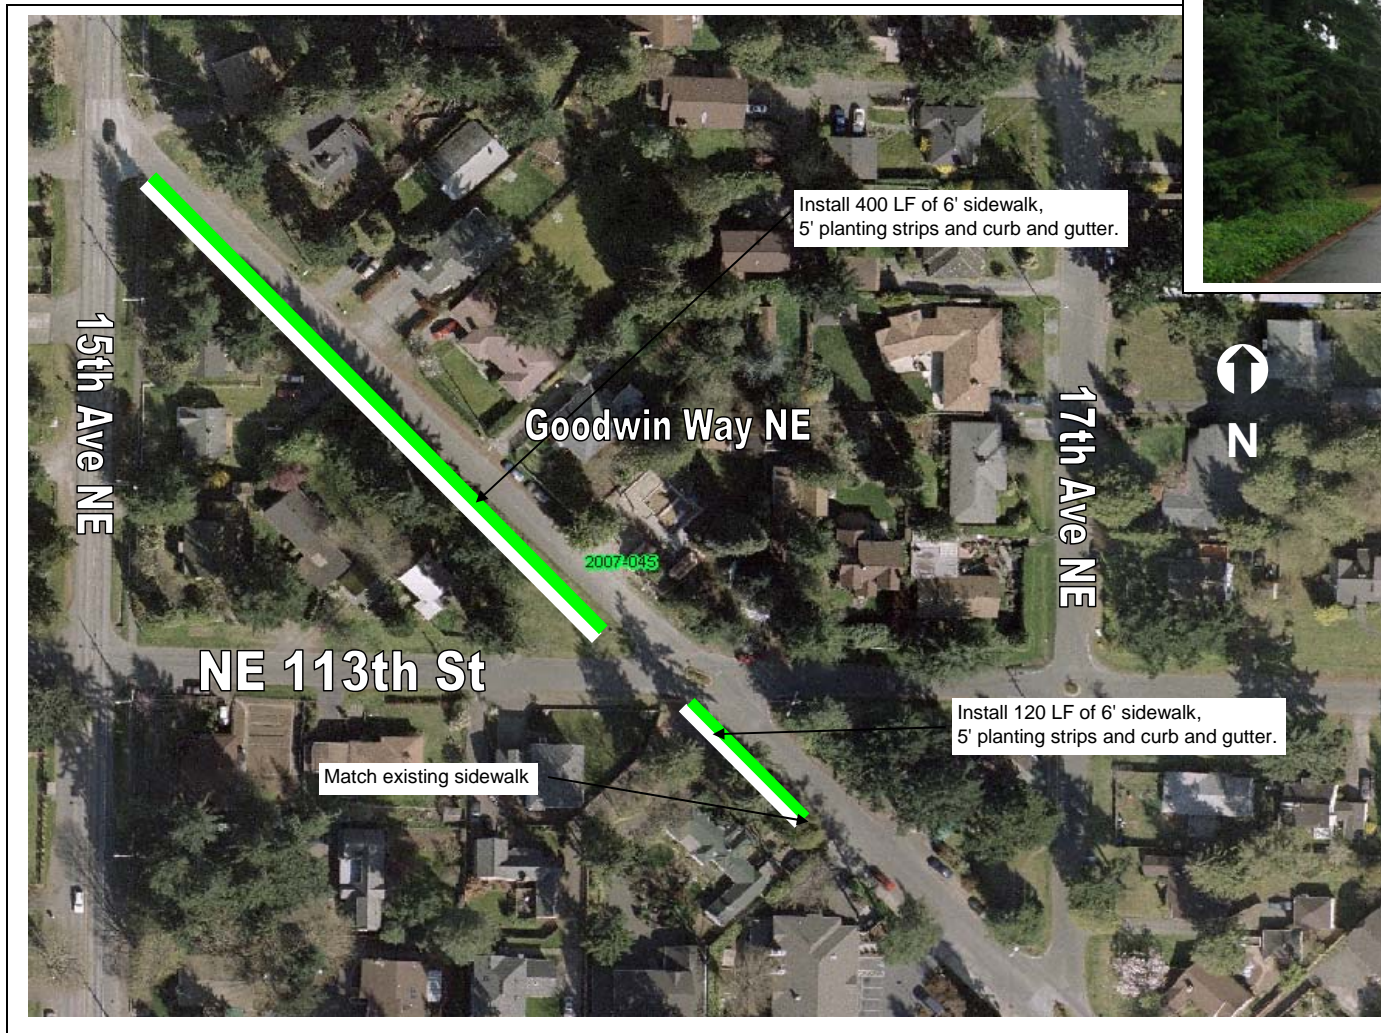 Install 400 LF of 6' sidewalk,
5' planting strips and curb and gutter.
15th Ave NE
Goodwin Way NE
17th Ave NE
N
2007-045
NE 113th St
Install 120 LF of 6' sidewalk,
5' planting strips and curb and gutter.
Match existing sidewalk